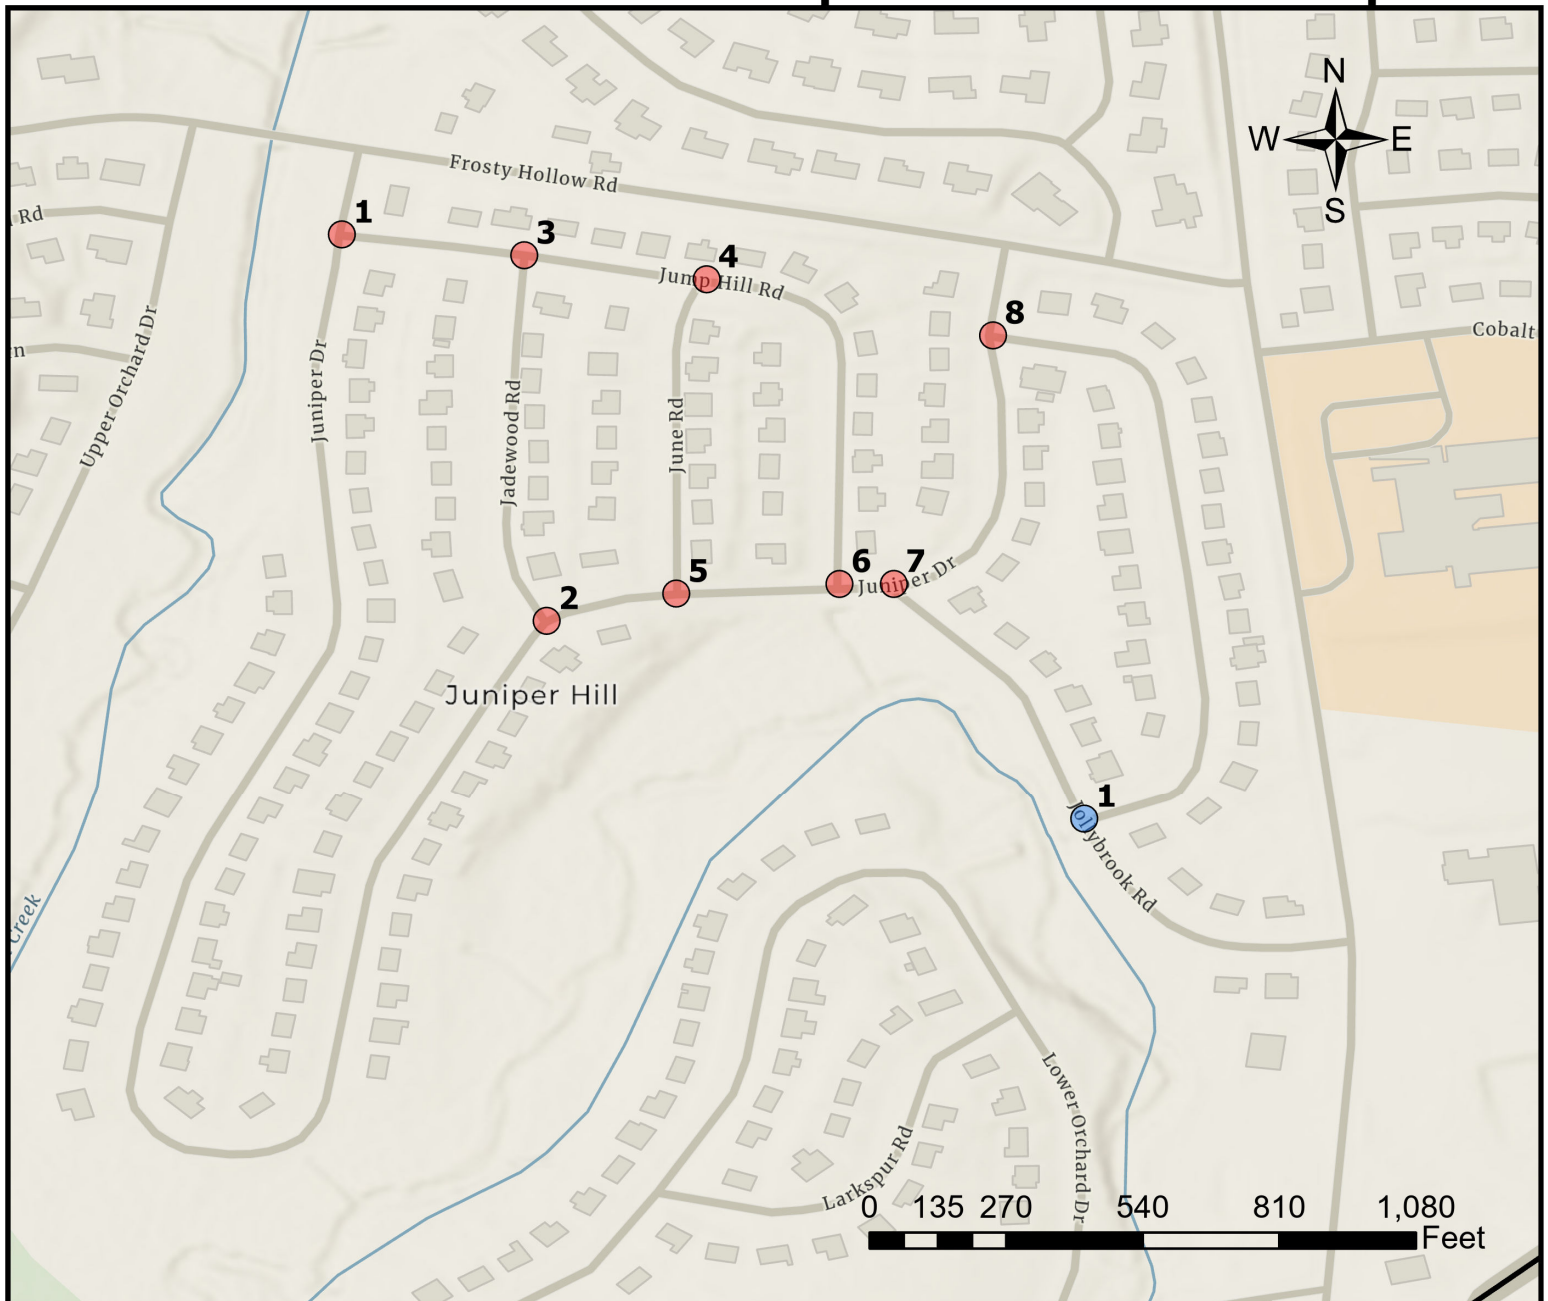 N
W E
S
Frosty Hollow Rd
Rd
1
3
4
Jump Hill Rd
8
Cobalt
n
Upper Orchard Dr
Juniper Dr
Jadewood Rd
June Rd
6
7
5
Juniper Dr
2
Juniper Hill
1
Jollybrook Rd
Creek
Lower Orchard Dr
Larkspur Rd
0 135 270 540 810 1,080
Feet